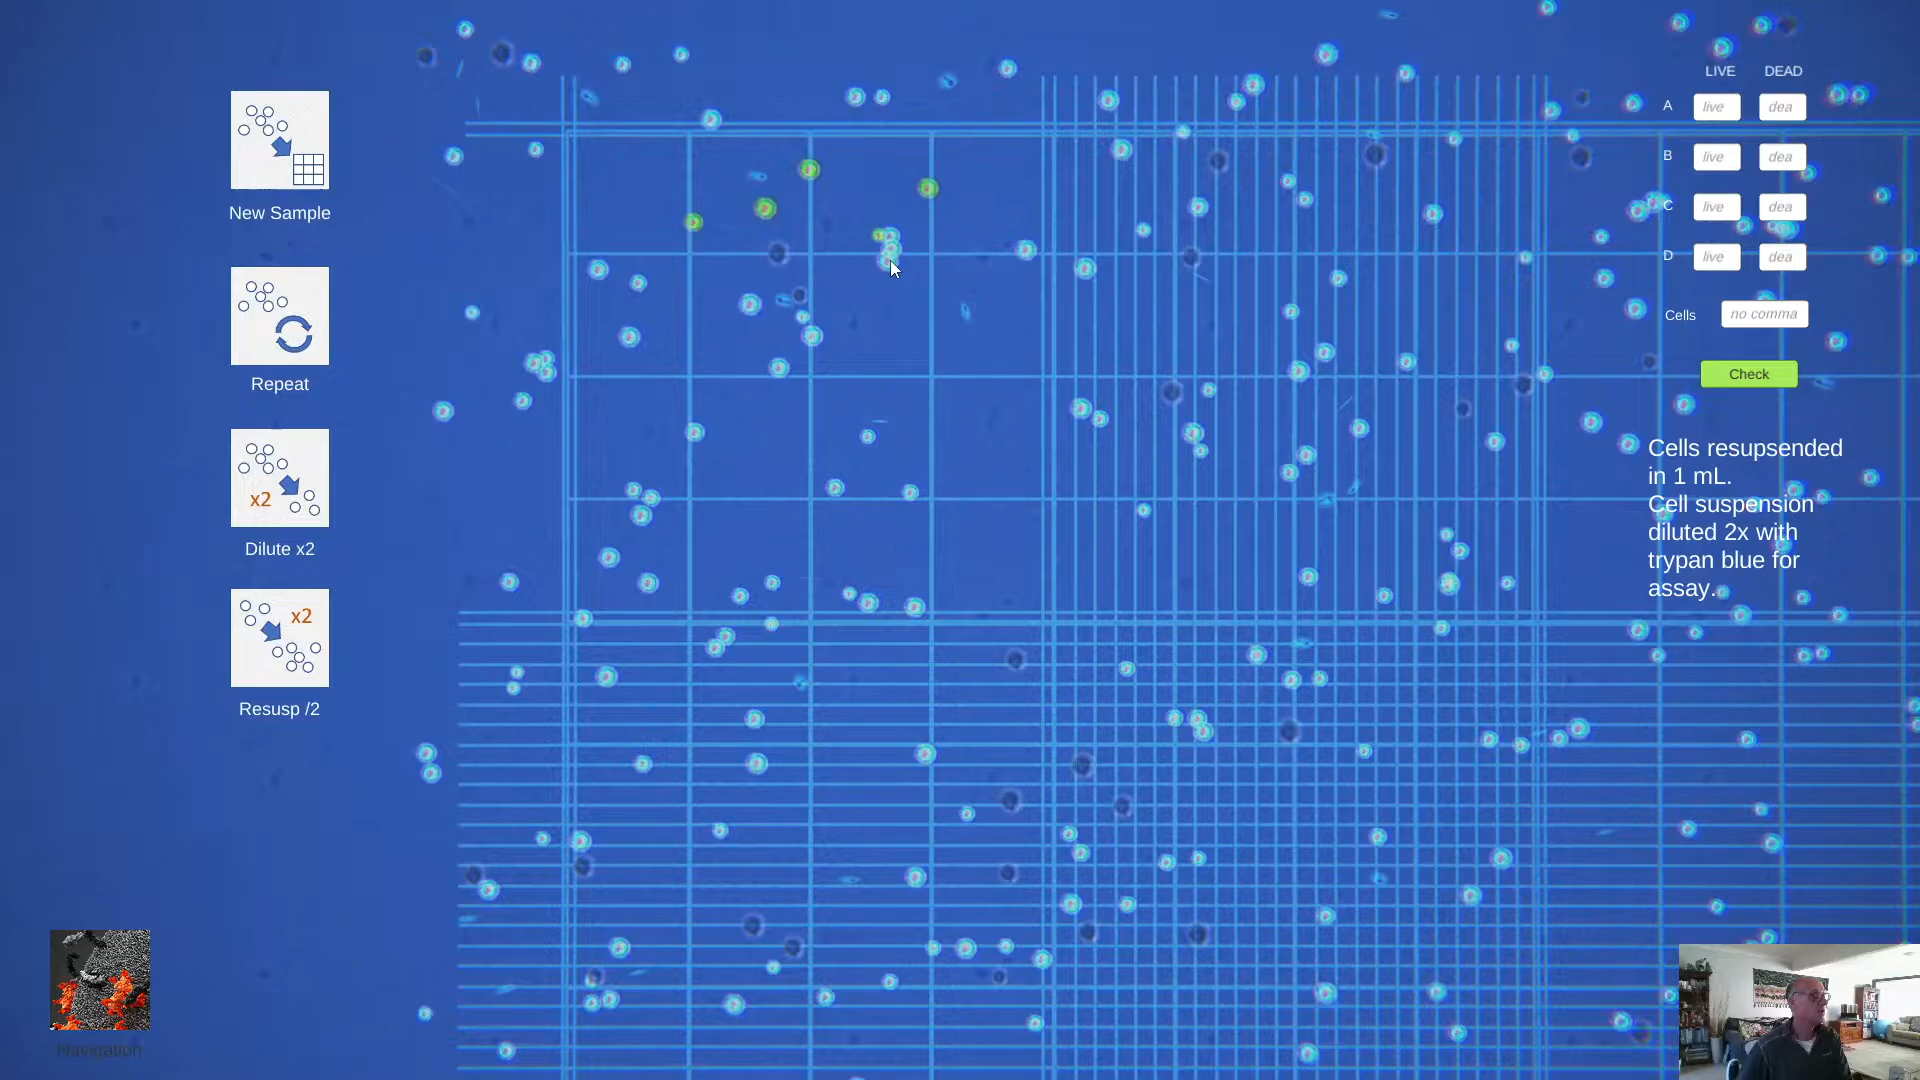 New Sample
Repeat
x2
Dilute x2
x2
Resusp /2
Navigation
LIVE DEAD
A live dea
B live dea
C live dea
D live dea
Cells no comma
Check
Cells resupsended
in 1 mL.
Cell suspension
diluted 2x with
trypan blue for
assay.